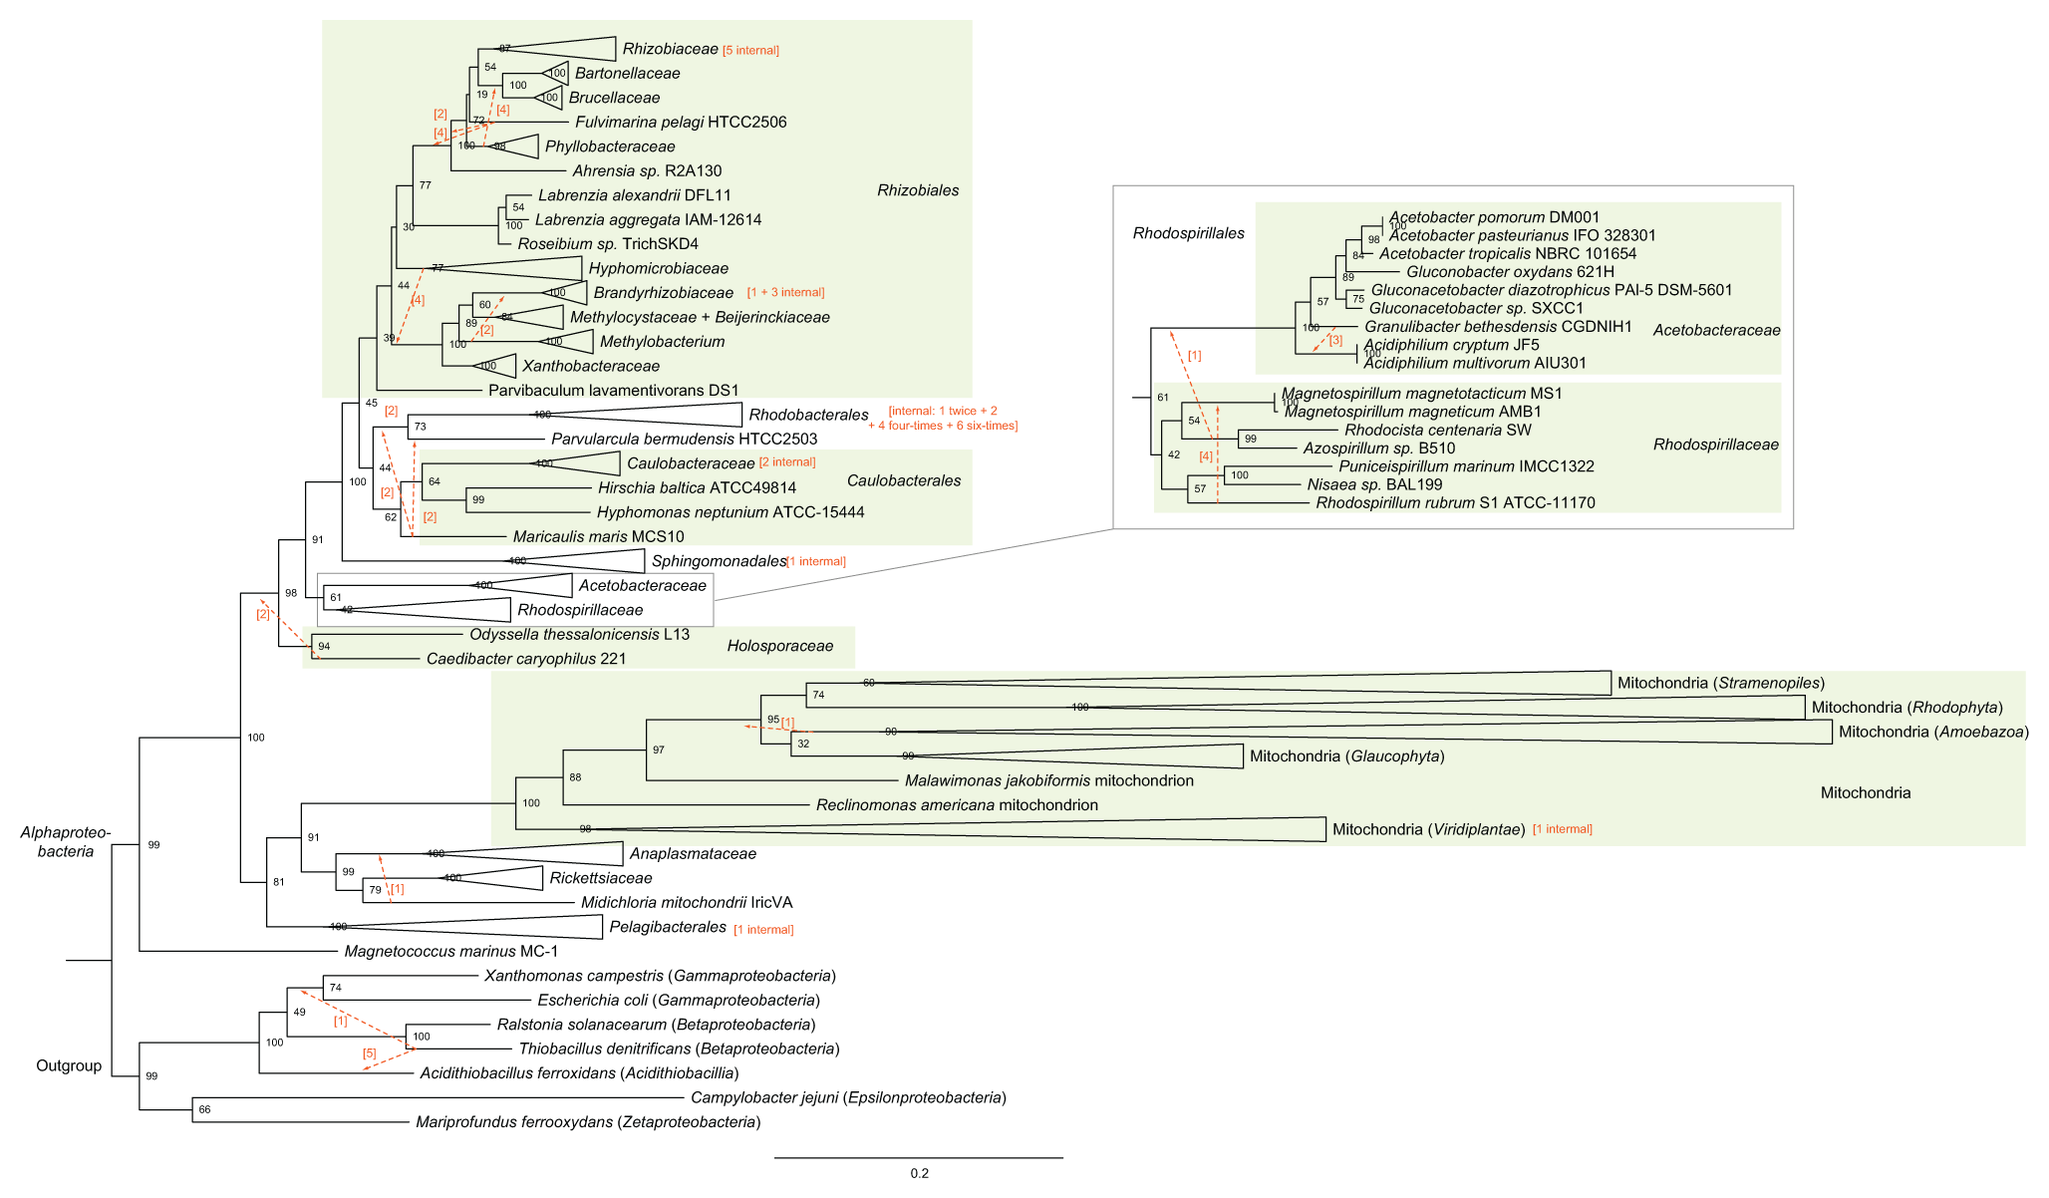 87
Rhizobiaceae [5 internal]
54
100
Bartonellaceae
100
19
100
Brucellaceae
[2]
[4]
72
Fulvimarina pelagi HTCC2506
[4]
100
98
Phyllobacteraceae
Ahrensia sp. R2A130
77
Rhizobiales
Labrenzia alexandrii DFL11
54
Labrenzia aggregata IAM-12614
30
100
Roseibium sp. TrichSKD4
77
Hyphomicrobiaceae
44
[4]
100
Brandyrhizobiaceae [1 + 3 internal]
60
84
Methylocystaceae + Beijerinckiaceae
89
[2]
39
100
100
Methylobacterium
100
Xanthobacteraceae
Parvibaculum lavamentivorans DS1
45
[2]
100
Rhodobacterales [internal: 1 twice + 2
+ 4 four-times + 6 six-times]
73
Parvularcula bermudensis HTCC2503
44
100
Caulobacteraceae [2 internal]
100
64
Caulobacterales
[2]
Hirschia baltica ATCC49814
99
62
[2]
Hyphomonas neptunium ATCC-15444
Maricaulis maris MCS10
91
100
Sphingomonadales [1 internal]
98
100
Acetobacteraceae
61
42
Rhodospirillaceae
[2]
Odyssella thessalonicensis L13
94
Holosporaceae
Caedibacter caryophilus 221
Rhodospirillales
Acetobacter pomorum DM001
100
98
Acetobacter pasteurianus IFO 328301
84
Acetobacter tropicalis NBRC 101654
89
Gluconobacter oxydans 621H
Gluconacetobacter diazotrophicus PAI-5 DSM-5601
57
75
Gluconacetobacter sp. SXCC1
100
Granulibacter bethesdensis CGDNIH1
Acetobacteraceae
[3]
Acidiphilium cryptum JF5
[1]
100
Acidiphilium multivorum AIU301
61
Magnetospirillum magnetotacticum MS1
100
Magnetospirillum magneticum AMB1
54
Rhodocista centenaria SW
99
Rhodospirillaceae
42
Azospirillum sp. B510
[4]
Puniceispirillum marinum IMCC1322
100
57
Nisaea sp. BAL199
Rhodospirillum rubrum S1 ATCC-11170
60
Mitochondria (Stramenopiles)
74
100
Mitochondria (Rhodophyta)
95
[1]
90
Mitochondria (Amoebazoa)
100
97
32
99
Mitochondria (Glaucophyta)
88
Malawimonas jakobiformis mitochondrion
Mitochondria
100
Reclinomonas americana mitochondrion
98
Mitochondria (Viridiplantae) [1 internal]
Alphaproteo-
bacteria
99
91
100
Anaplasmataceae
99
81
79
100
Rickettsiaceae
[1]
Midichloria mitochondrii IricVA
100
Pelagibacterales [1 internal]
Magnetococcus marinus MC-1
Xanthomonas campestris (Gammaproteobacteria)
74
Escherichia coli (Gammaproteobacteria)
49
[1]
Ralstonia solanacearum (Betaproteobacteria)
100
100
Thiobacillus denitrificans (Betaproteobacteria)
[5]
Outgroup
99
Acidithiobacillus ferroxidans (Acidithiobacillia)
Campylobacter jejuni (Epsilonproteobacteria)
66
Mariprofundus ferrooxydans (Zetaproteobacteria)
0.2